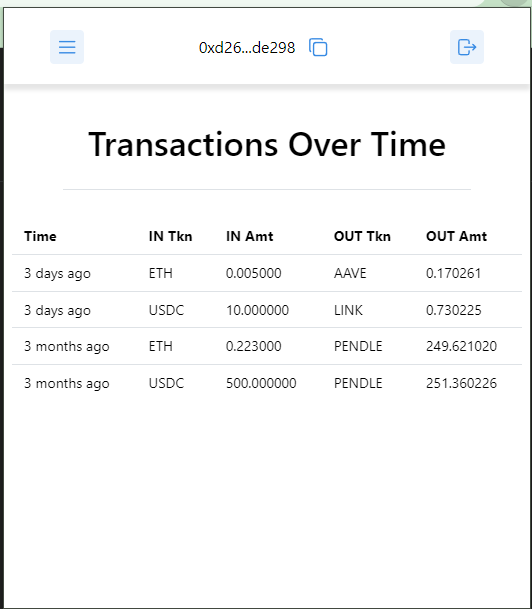 0xd26...de298
Transactions Over Time
Time IN Tkn IN Amt OUT Tkn OUT Amt
3 days ago ETH 0.005000 AAVE 0.170261
3 days ago USDC 10.000000 LINK 0.730225
3 months ago ETH 0.223000 PENDLE 249.621020
3 months ago USDC 500.000000 PENDLE 251.360226